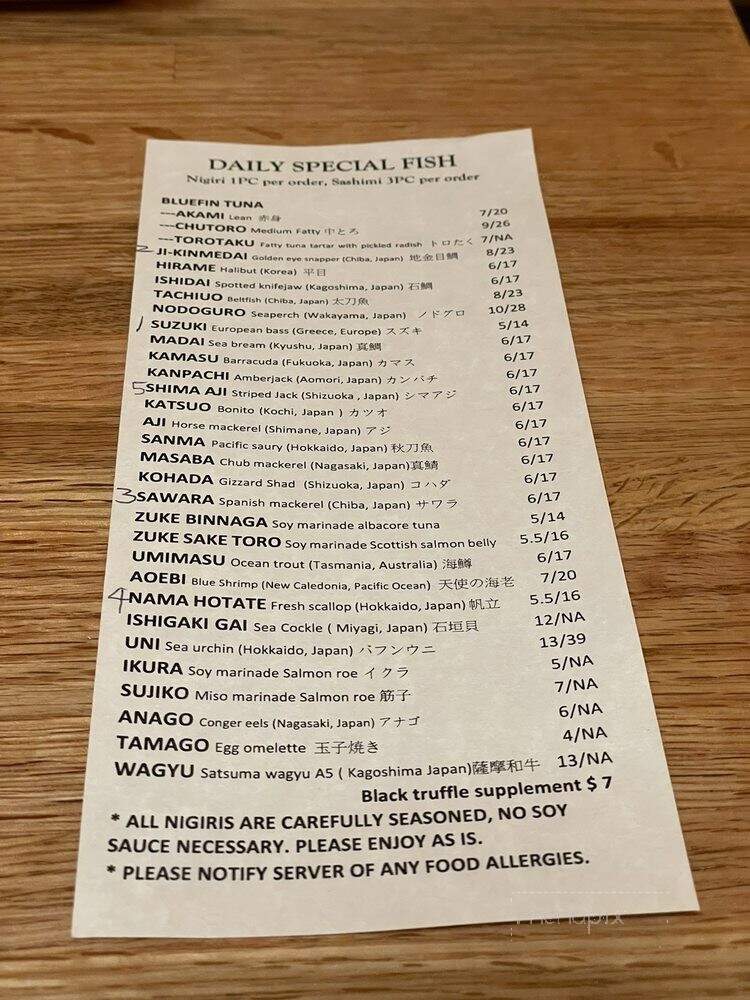 DAILY SPECIAL FISH
Nigiri 1PC per order, Sashimi 3PC per order
BLUEFIN TUNA
---AKAMI Lean 赤身 7/20
---CHUTORO Medium Fatty 中とろ 9/26
---TOROTAKU Fatty tuna tartar with pickled radish トロたく 7/NA
2 JI-KINMEDAI Golden eye snapper (Chiba, Japan) 地金目鯛 8/23
HIRAME Halibut (Korea) 平目 6/17
ISHIDAI Spotted knifejaw (Kagoshima, Japan) 石鯛 6/17
TACHIUO Beltfish (Chiba, Japan) 太刀魚 8/23
NODOGURO Seaperch (Wakayama, Japan) ノドグロ 10/28
1 SUZUKI European bass (Greece, Europe) スズキ 5/14
MADAI Sea bream (Kyushu, Japan) 真鯛 6/17
KAMASU Barracuda (Fukuoka, Japan) カマス 6/17
KANPACHI Amberjack (Aomori, Japan) カンパチ 6/17
5 SHIMA AJI Striped Jack (Shizuoka , Japan) シマアジ 6/17
KATSUO Bonito (Kochi, Japan ) カツオ 6/17
AJI Horse mackerel (Shimane, Japan) アジ 6/17
SANMA Pacific saury (Hokkaido, Japan) 秋刀魚 6/17
MASABA Chub mackerel (Nagasaki, Japan)真鯖 6/17
KOHADA Gizzard Shad (Shizuoka, Japan) コハダ 6/17
3 SAWARA Spanish mackerel (Chiba, Japan) サワラ 6/17
ZUKE BINNAGA Soy marinade albacore tuna 5/14
ZUKE SAKE TORO Soy marinade Scottish salmon belly 5.5/16
UMIMASU Ocean trout (Tasmania, Australia) 海鱒 6/17
AOEBI Blue Shrimp (New Caledonia, Pacific Ocean) 天使の海老 7/20
4 NAMA HOTATE Fresh scallop (Hokkaido, Japan) 帆立 5.5/16
ISHIGAKI GAI Sea Cockle ( Miyagi, Japan) 石垣貝 12/NA
UNI Sea urchin (Hokkaido, Japan) バフンウニ 13/39
IKURA Soy marinade Salmon roe イクラ 5/NA
SUJIKO Miso marinade Salmon roe 筋子 7/NA
ANAGO Conger eels (Nagasaki, Japan) アナゴ 6/NA
TAMAGO Egg omelette 玉子焼き 4/NA
WAGYU Satsuma wagyu A5 ( Kagoshima Japan)薩摩和牛 13/NA
Black truffle supplement $ 7
* ALL NIGIRIS ARE CAREFULLY SEASONED, NO SOY
SAUCE NECESSARY. PLEASE ENJOY AS IS.
* PLEASE NOTIFY SERVER OF ANY FOOD ALLERGIES.